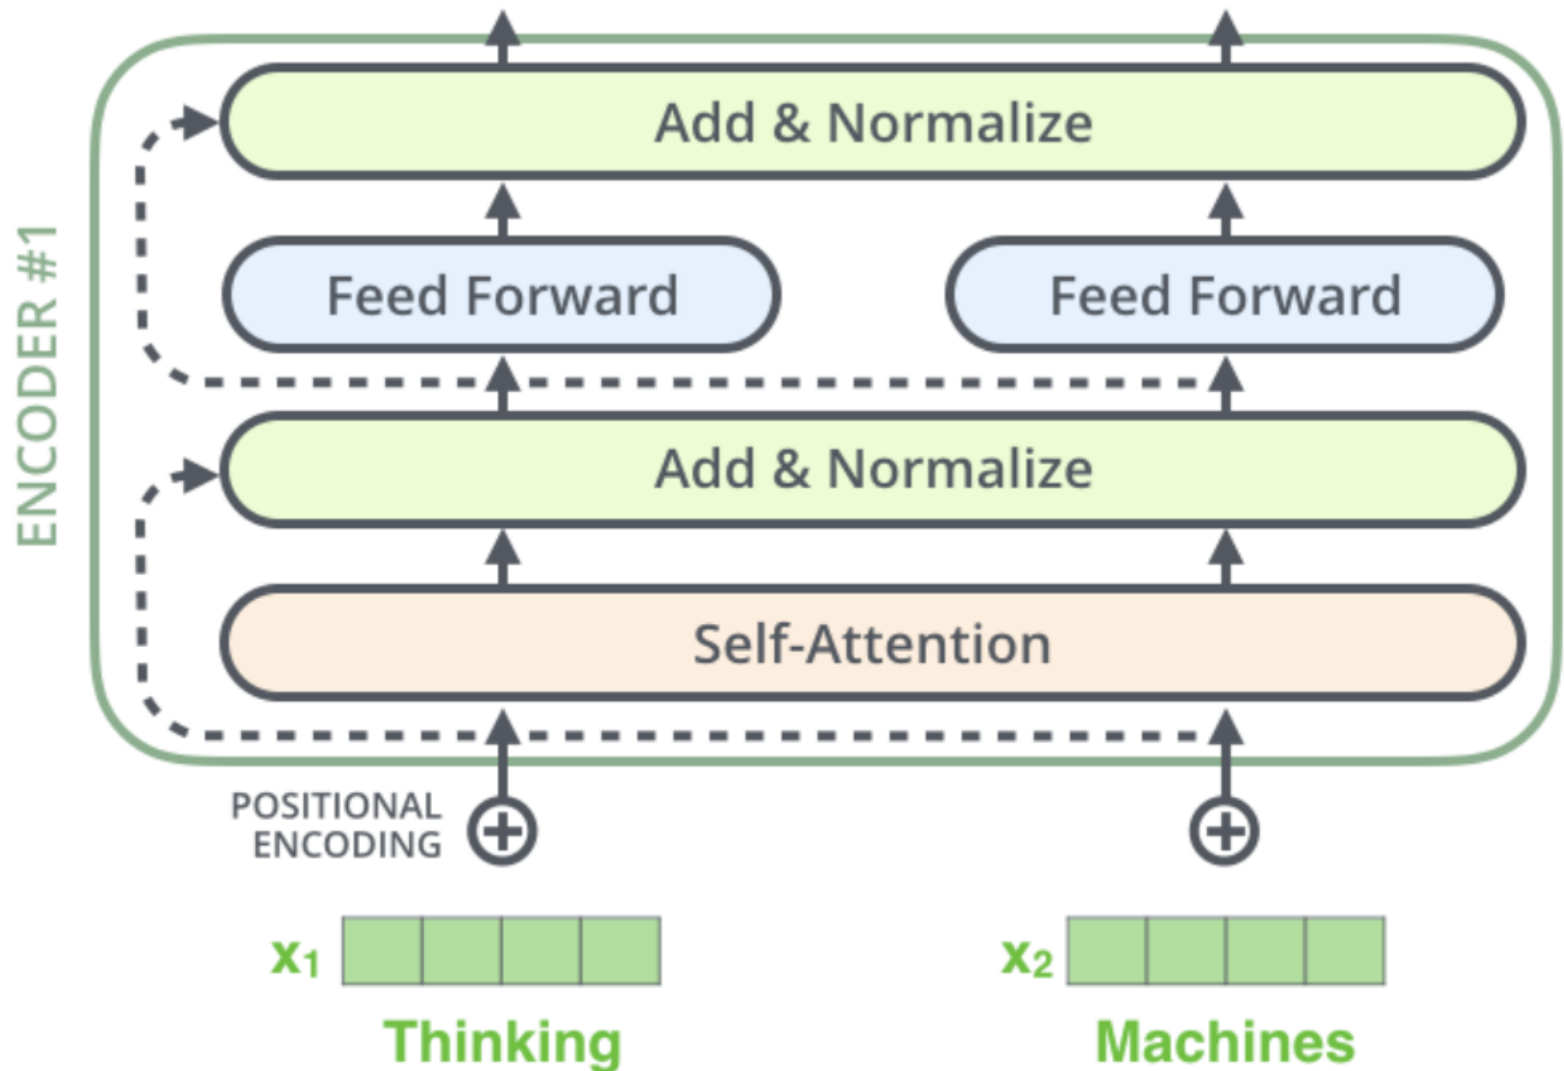 Add & Normalize
Feed Forward
Feed Forward
ENCODER #1
Add & Normalize
Self-Attention
POSITIONAL
ENCODING
x₁
x₂
Thinking
Machines